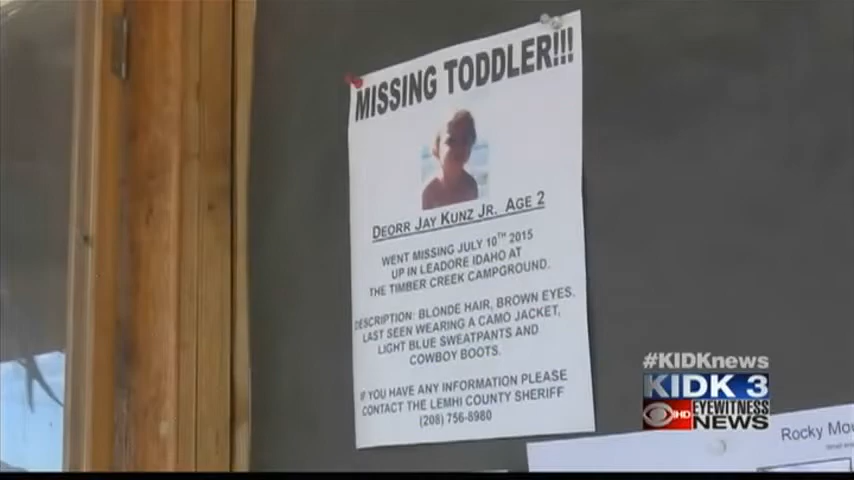 MISSING TODDLER!!!
DEORR JAY KUNZ JR. AGE 2
WENT MISSING JULY 10TH 2015
UP IN LEADORE IDAHO AT
THE TIMBER CREEK CAMPGROUND.
DESCRIPTION: BLONDE HAIR, BROWN EYES.
LAST SEEN WEARING A CAMO JACKET,
LIGHT BLUE SWEATPANTS AND
COWBOY BOOTS.
IF YOU HAVE ANY INFORMATION PLEASE
CONTACT THE LEMHI COUNTY SHERIFF
(208) 756-8980
#KIDKnews
KIDK 3
HD EYEWITNESS
NEWS
Rocky